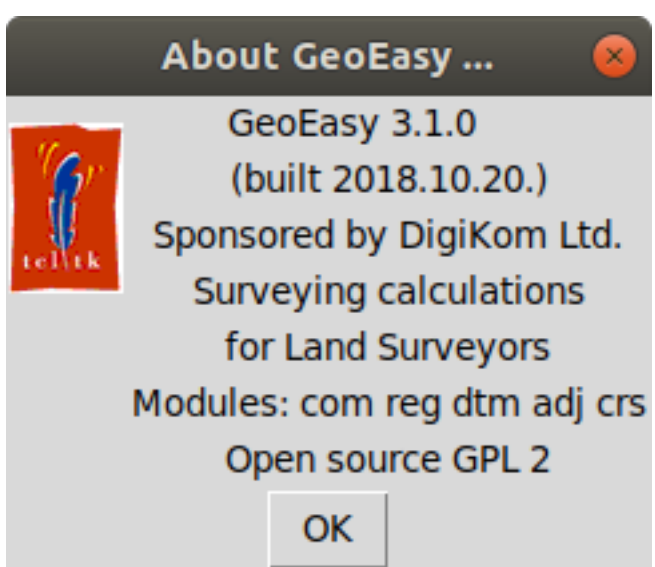 About GeoEasy ...
GeoEasy 3.1.0
(built 2018.10.20.)
Sponsored by DigiKom Ltd.
tcl tk
Surveying calculations
for Land Surveyors
Modules: com reg dtm adj crs
Open source GPL 2
OK